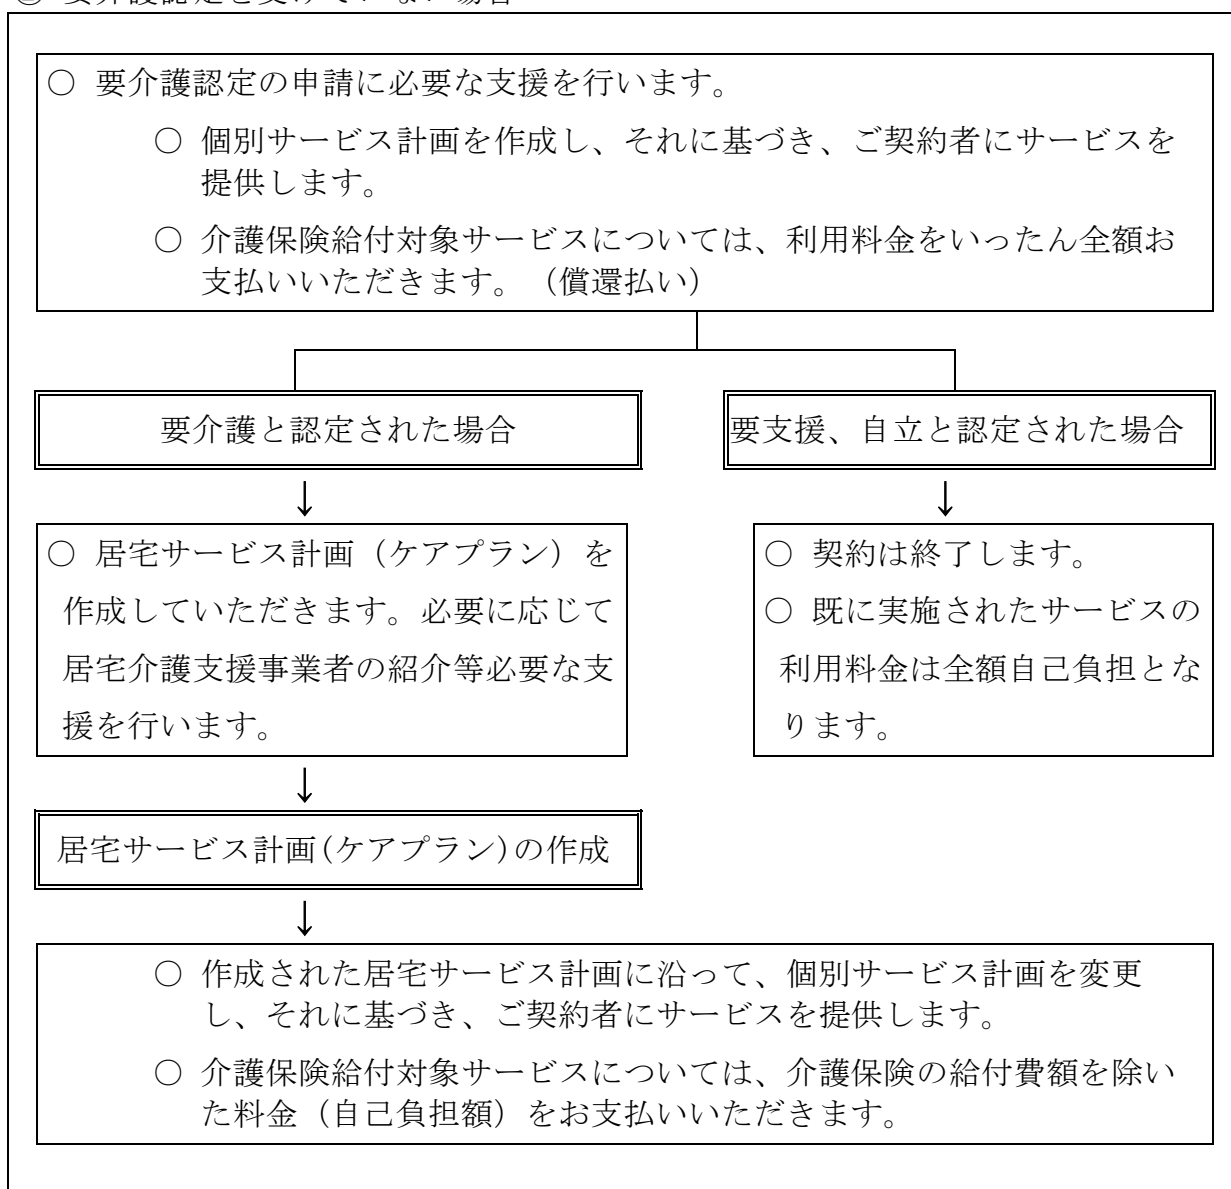 要介護認定を受けていない場合
○ 要介護認定の申請に必要な支援を行います。
○ 個別サービス計画を作成し、それに基づき、ご契約者にサービスを
提供します。
○ 介護保険給付対象サービスについては、利用料金をいったん全額お
支払いいただきます。（償還払い）
要介護と認定された場合
要支援、自立と認定された場合
↓
↓
○ 居宅サービス計画（ケアプラン）を
作成していただきます。必要に応じて
居宅介護支援事業者の紹介等必要な支
援を行います。
○ 契約は終了します。
○ 既に実施されたサービスの
利用料金は全額自己負担とな
ります。
↓
居宅サービス計画(ケアプラン)の作成
↓
○ 作成された居宅サービス計画に沿って、個別サービス計画を変更
し、それに基づき、ご契約者にサービスを提供します。
○ 介護保険給付対象サービスについては、介護保険の給付費額を除い
た料金（自己負担額）をお支払いいただきます。